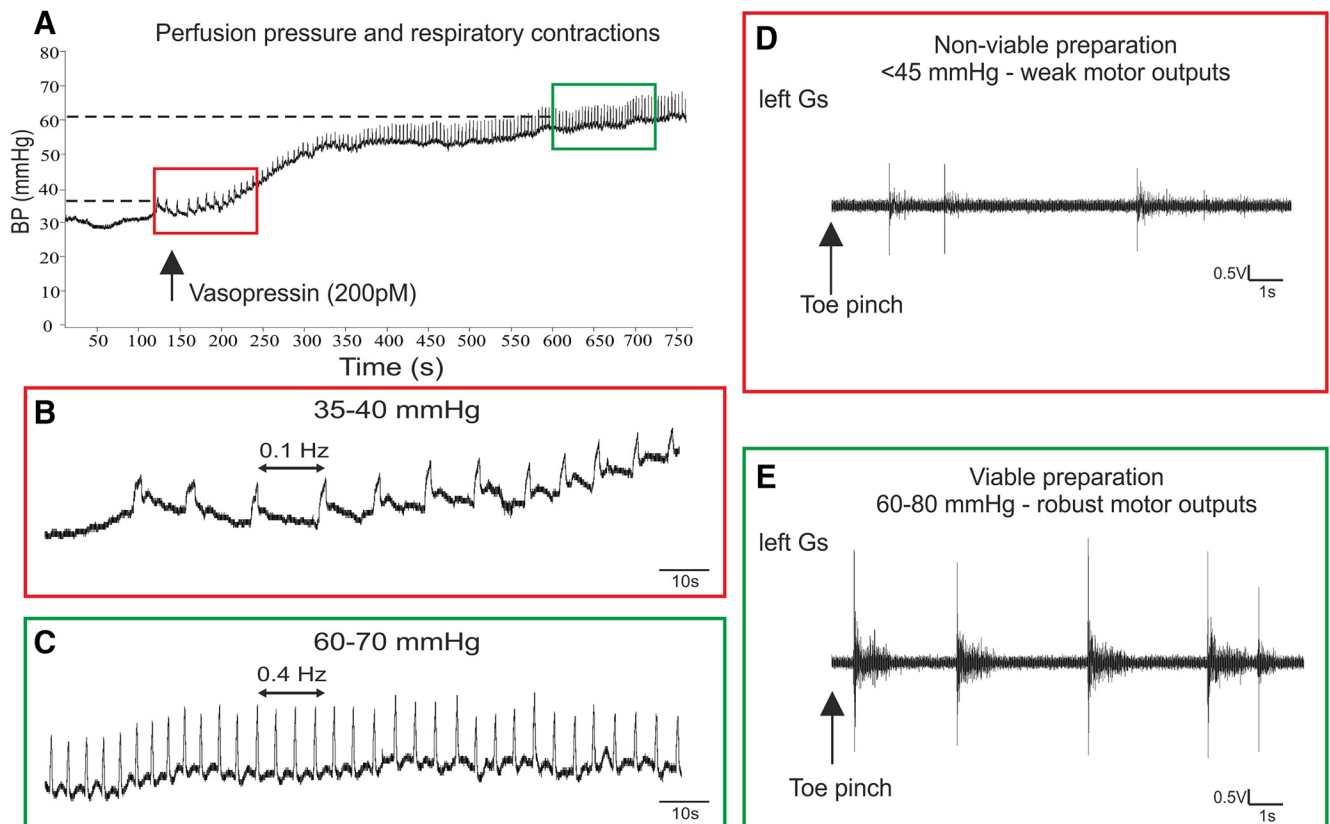 A
Perfusion pressure and respiratory contractions
BP (mmHg)
80
70
60
50
40
30
20
10
0
Vasopressin (200pM)
50 100 150 200 250 300 350 400 450 500 550 600 650 700 750
Time (s)
B
35-40 mmHg
0.1 Hz
10s
C
60-70 mmHg
0.4 Hz
10s
D
Non-viable preparation
<45 mmHg - weak motor outputs
left Gs
Toe pinch
0.5V
1s
E
Viable preparation
60-80 mmHg - robust motor outputs
left Gs
Toe pinch
0.5V
1s